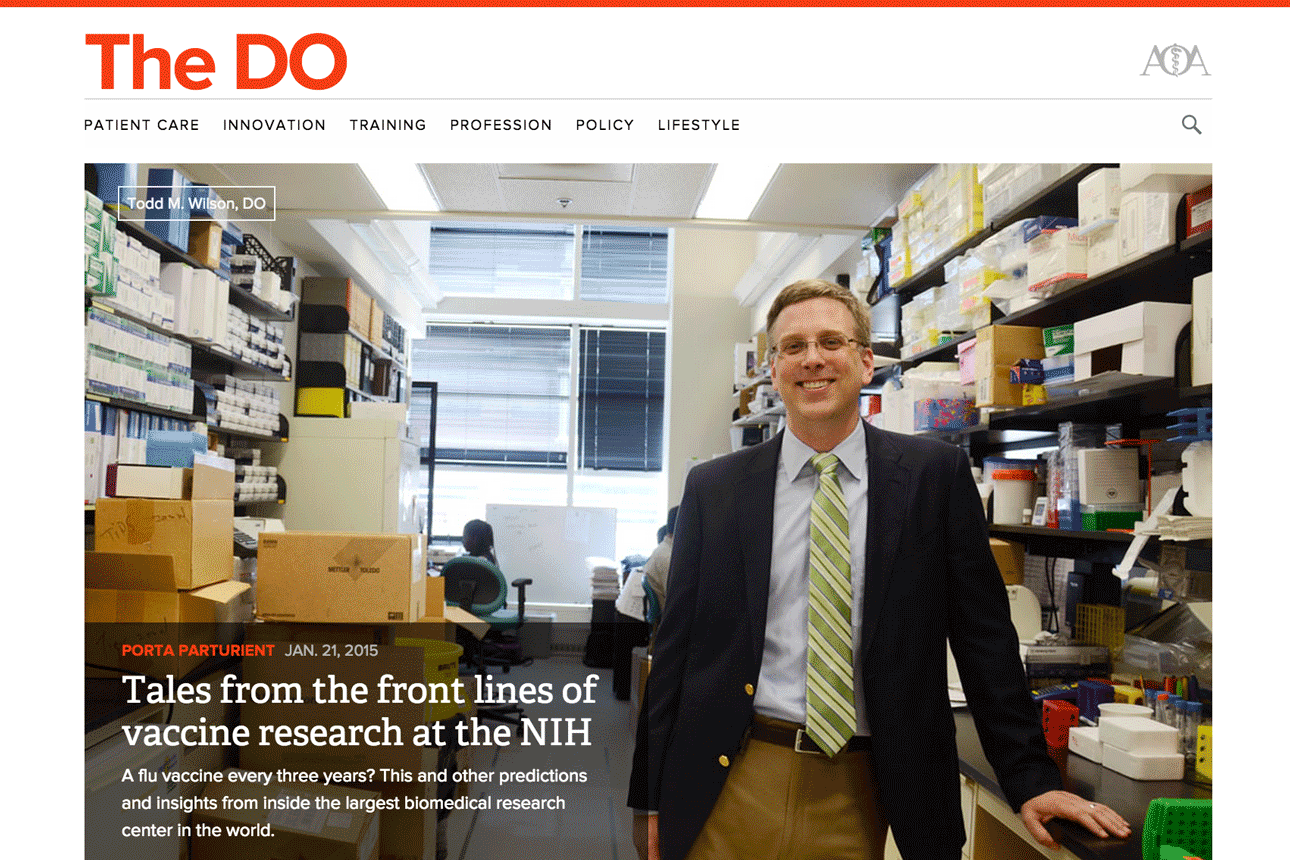 The DO
AOA
PATIENT CARE INNOVATION TRAINING PROFESSION POLICY LIFESTYLE
Todd M. Wilson, DO
METTLER TOLEDO
PORTA PARTURIENT JAN. 21, 2015
Tales from the front lines of
vaccine research at the NIH
A flu vaccine every three years? This and other predictions
and insights from inside the largest biomedical research
center in the world.